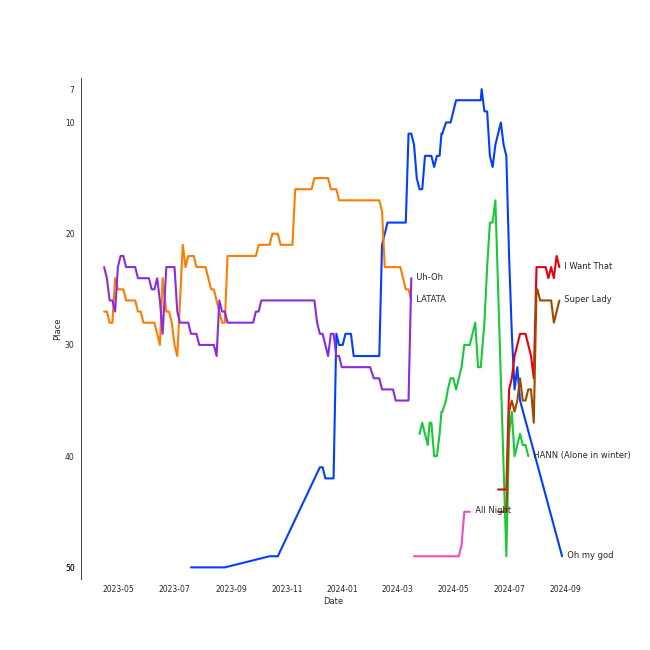 7
10
20
30
40
50
Place
Uh-Oh
LATATA
I Want That
Super Lady
HANN (Alone in winter)
All Night
Oh my god
2023-05 2023-07 2023-09 2023-11 2024-01 2024-03 2024-05 2024-07 2024-09
Date